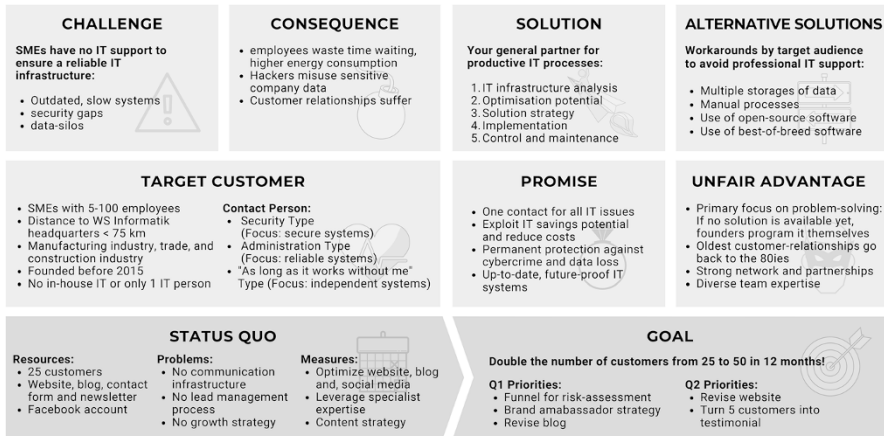 CHALLENGE
SMEs have no IT support to
ensure a reliable IT
infrastructure:
• Outdated, slow systems
• security gaps
• data-silos
CONSEQUENCE
• employees waste time waiting,
higher energy consumption
• Hackers misuse sensitive
company data
• Customer relationships suffer
SOLUTION
Your general partner for
productive IT processes:
1. IT infrastructure analysis
2. Optimisation potential
3. Solution strategy
4. Implementation
5. Control and maintenance
ALTERNATIVE SOLUTIONS
Workarounds by target audience
to avoid professional IT support:
• Multiple storages of data
• Manual processes
• Use of open-source software
• Use of best-of-breed software
TARGET CUSTOMER
• SMEs with 5-100 employees
• Distance to WS Informatik
headquarters < 75 km
• Manufacturing industry, trade, and
construction industry
• Founded before 2015
• No in-house IT or only 1 IT person
Contact Person:
• Security Type
(Focus: secure systems)
• Administration Type
(Focus: reliable systems)
• "As long as it works without me"
Type (Focus: independent systems)
PROMISE
• One contact for all IT issues
• Exploit IT savings potential
and reduce costs
• Permanent protection against
cybercrime and data loss
• Up-to-date, future-proof IT
systems
UNFAIR ADVANTAGE
• Primary focus on problem-solving:
If no solution is available yet,
founders program it themselves
• Oldest customer-relationships go
back to the 80ies
• Strong network and partnerships
• Diverse team expertise
STATUS QUO
Resources:
• 25 customers
• Website, blog, contact
form and newsletter
• Facebook account
Problems:
• No communication
infrastructure
• No lead management
process
• No growth strategy
Measures:
• Optimize website, blog
and, social media
• Leverage specialist
expertise
• Content strategy
GOAL
Double the number of customers from 25 to 50 in 12 months!
Q1 Priorities:
• Funnel for risk-assessment
• Brand amabassador strategy
• Revise blog
Q2 Priorities:
• Revise website
• Turn 5 customers into
testimonial